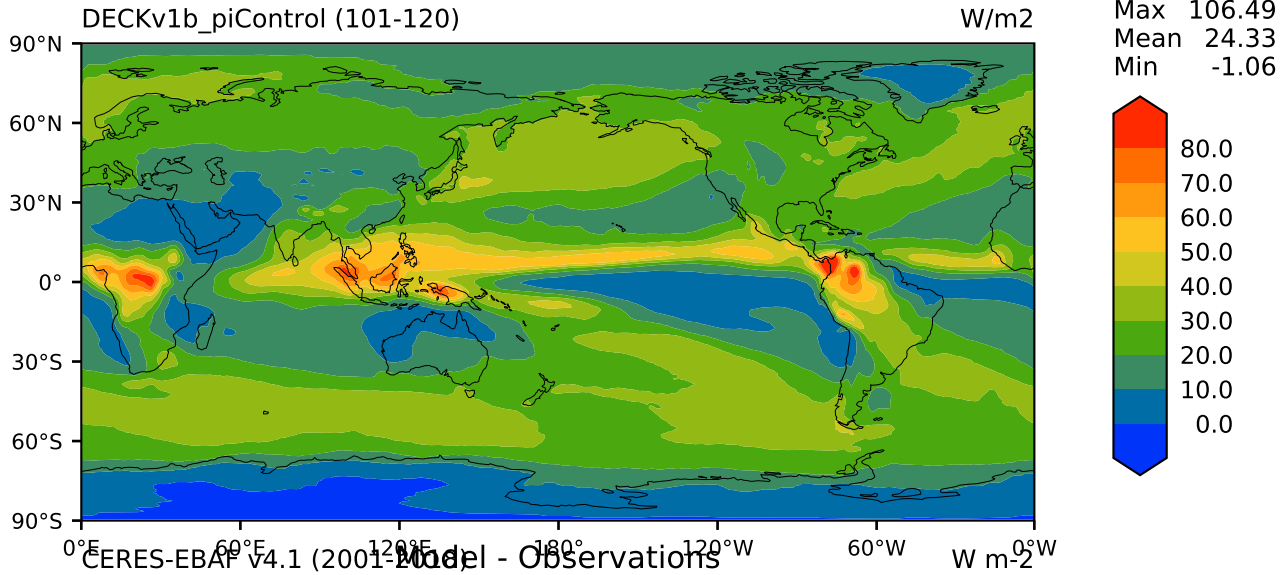 DECKv1b_piControl (101-120) W/m2
Max 106.49
Mean 24.33
Min -1.06
90°N
60°N
30°N
0°
30°S
60°S
90°S
80.0
70.0
60.0
50.0
40.0
30.0
20.0
10.0
0.0
0°E 60°E 120°E 180° 120°W 60°W 0°W
CERES-EBAF v4.1 (2001-2018) Model - Observations W m-2